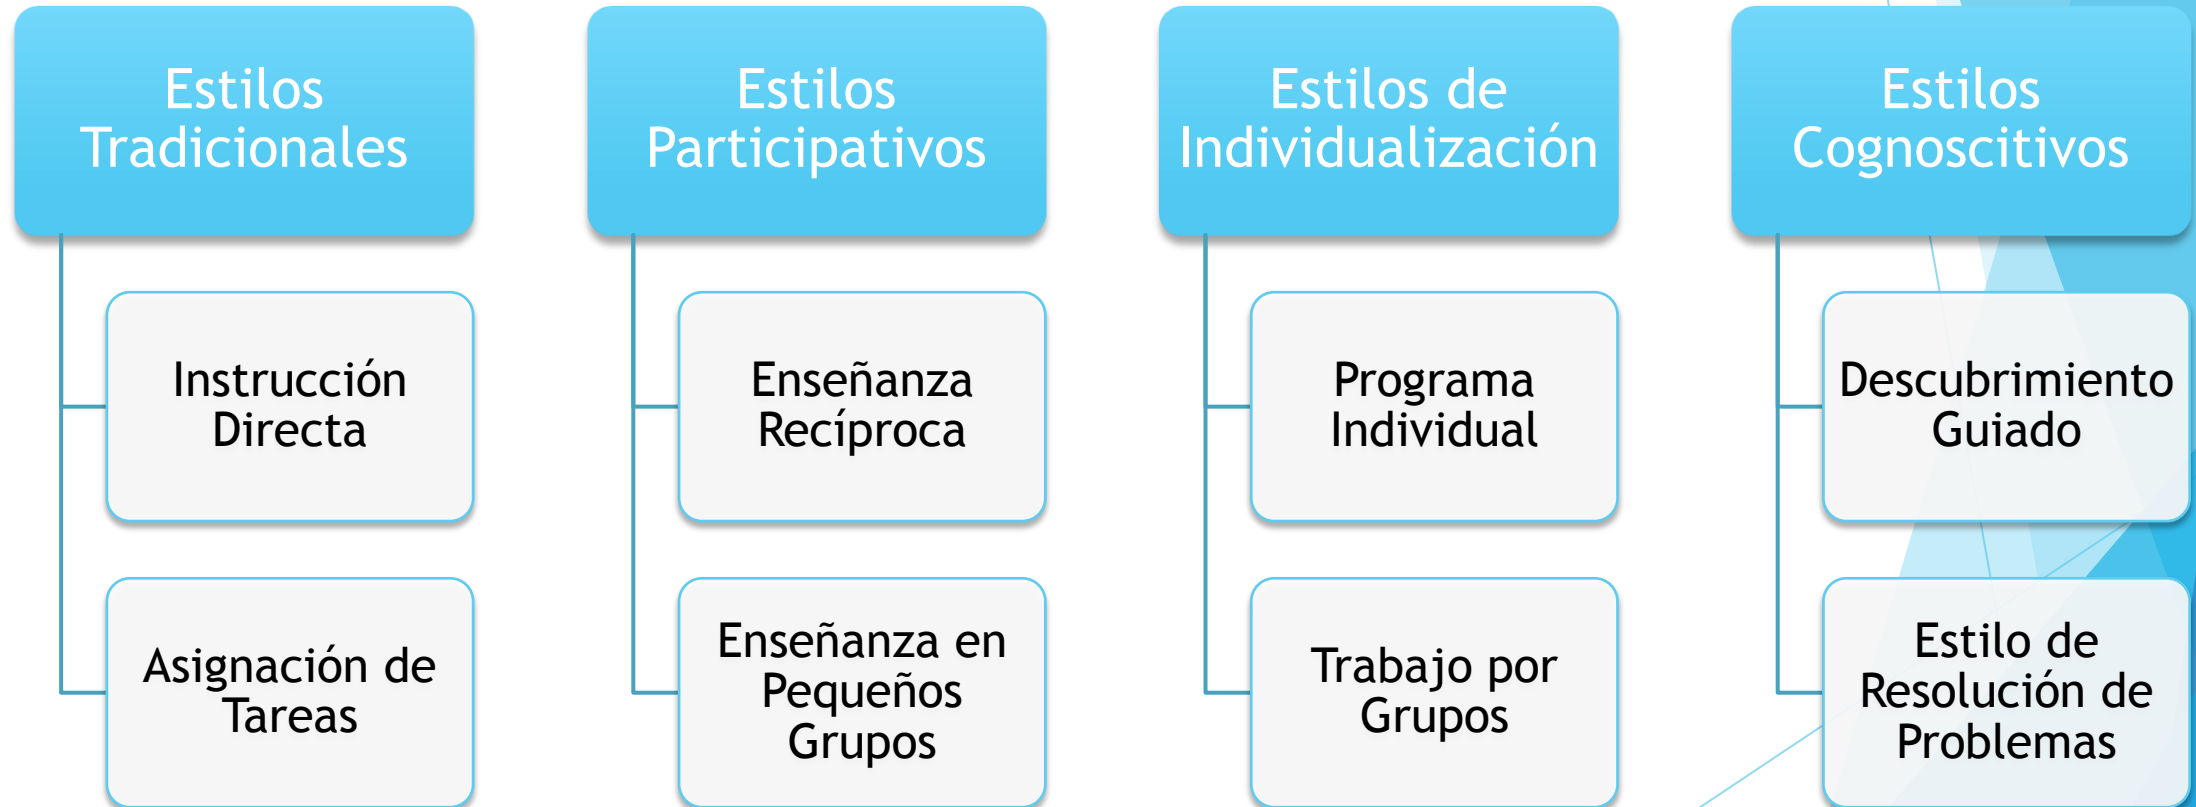 Estilos
Tradicionales
Instrucción
Directa
Asignación de
Tareas
Estilos
Participativos
Enseñanza
Recíproca
Enseñanza en
Pequeños
Grupos
Estilos de
Individualización
Programa
Individual
Trabajo por
Grupos
Estilos
Cognoscitivos
Descubrimiento
Guiado
Estilo de
Resolución de
Problemas